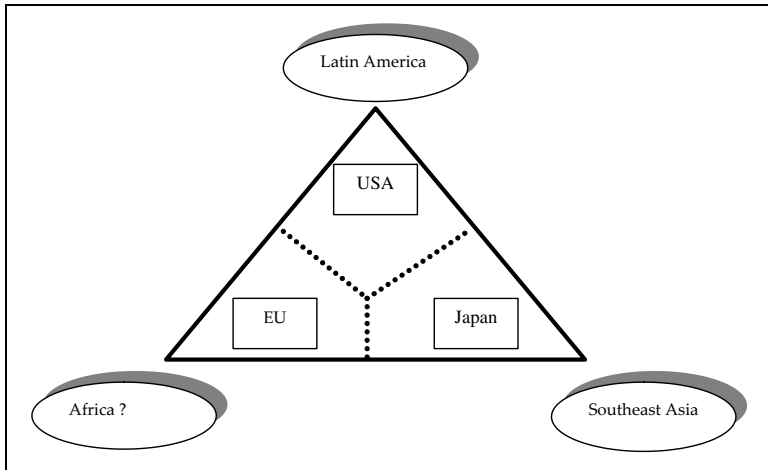 Latin America
USA
EU
Japan
Africa ?
Southeast Asia